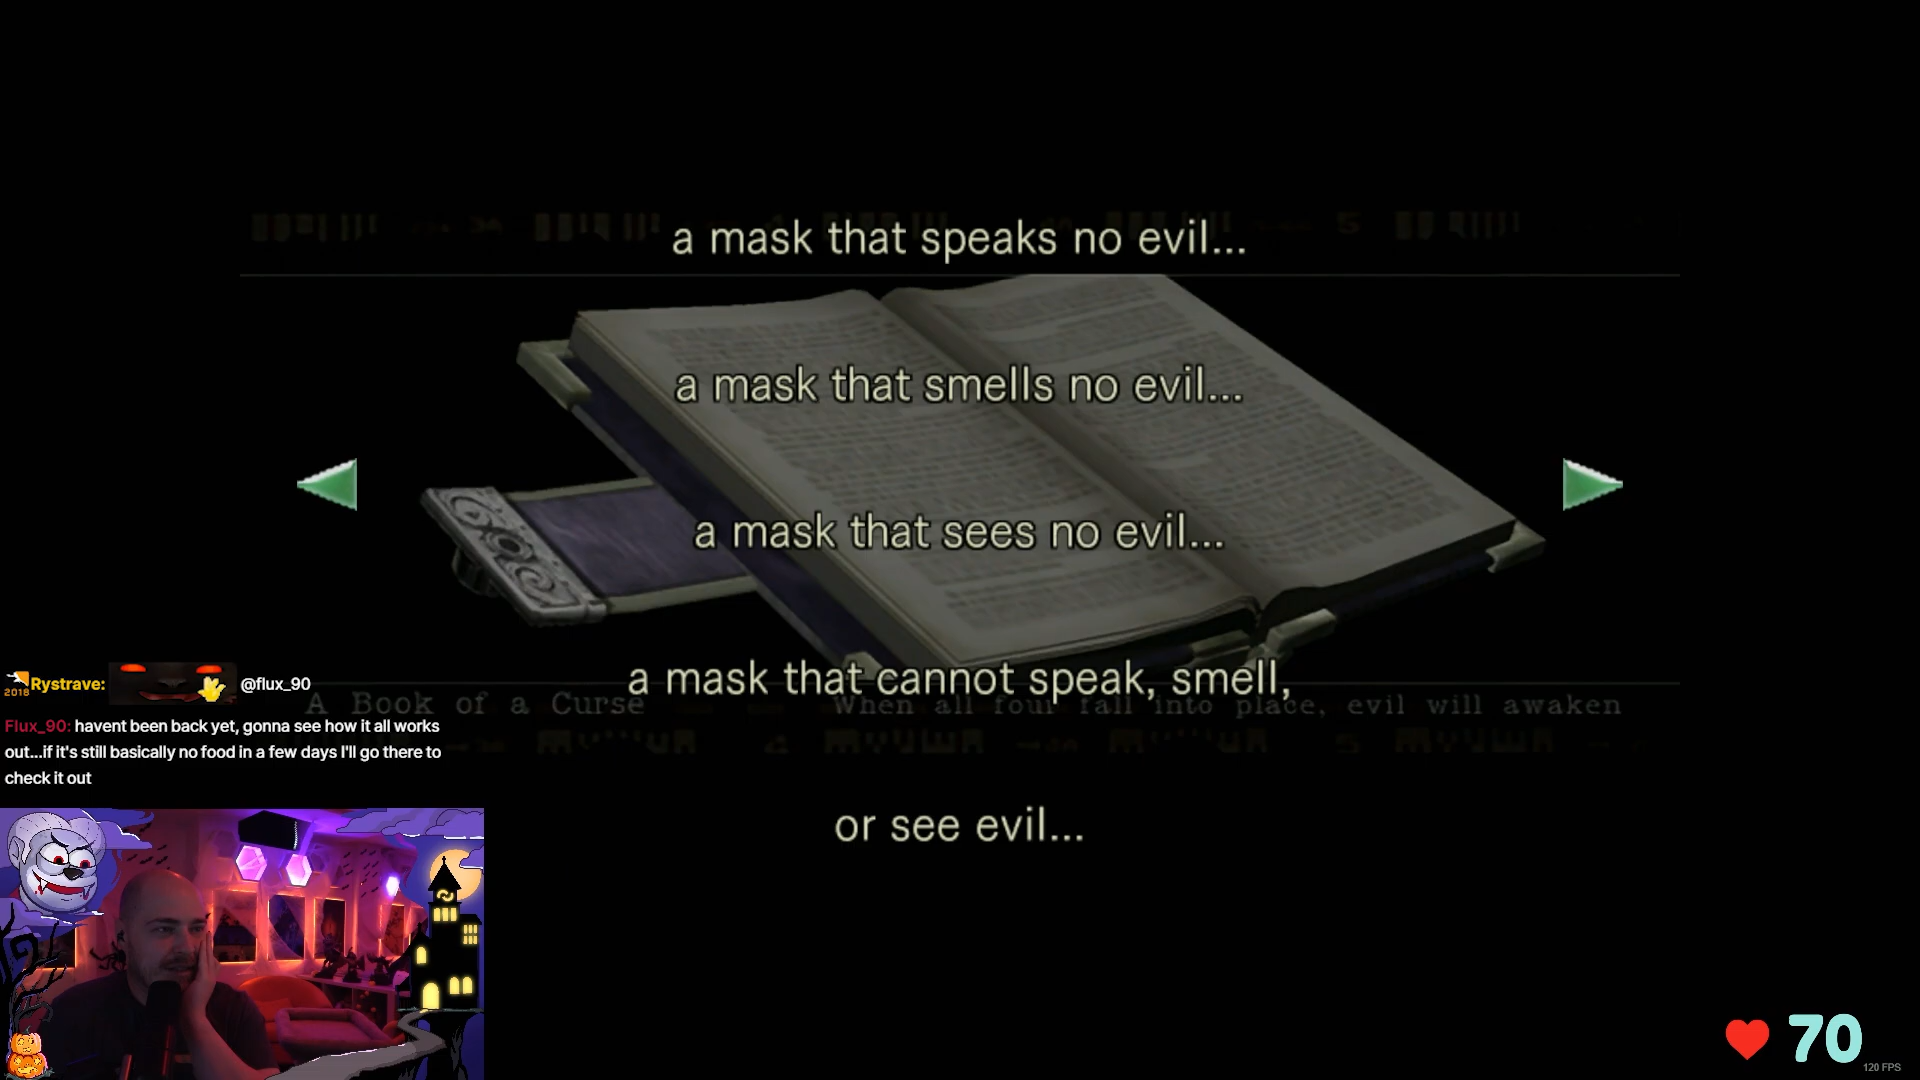 a mask that speaks no evil...
a mask that smells no evil...
a mask that sees no evil...
a mask that cannot speak, smell,
A Book of a Curse
When all four fall into place, evil will awaken
or see evil...
2018 Rystrave: @flux_90
Flux_90: havent been back yet, gonna see how it all works
out...if it's still basically no food in a few days I'll go there to
check it out
70
120 FPS